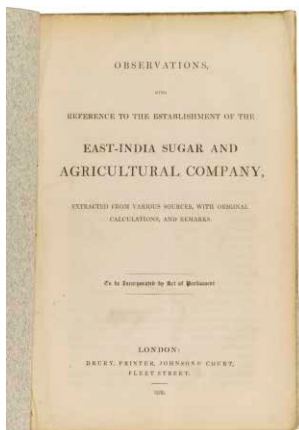 OBSERVATIONS,
WITH
REFERENCE TO THE ESTABLISHMENT OF THE
EAST-INDIA SUGAR AND
AGRICULTURAL COMPANY,
EXTRACTED FROM VARIOUS SOURCES, WITH ORIGINAL
CALCULATIONS, AND REMARKS.
To be Incorporated by Act of Parliament
LONDON:
DRURY, PRINTER, JOHNSON'S COURT,
FLEET STREET.